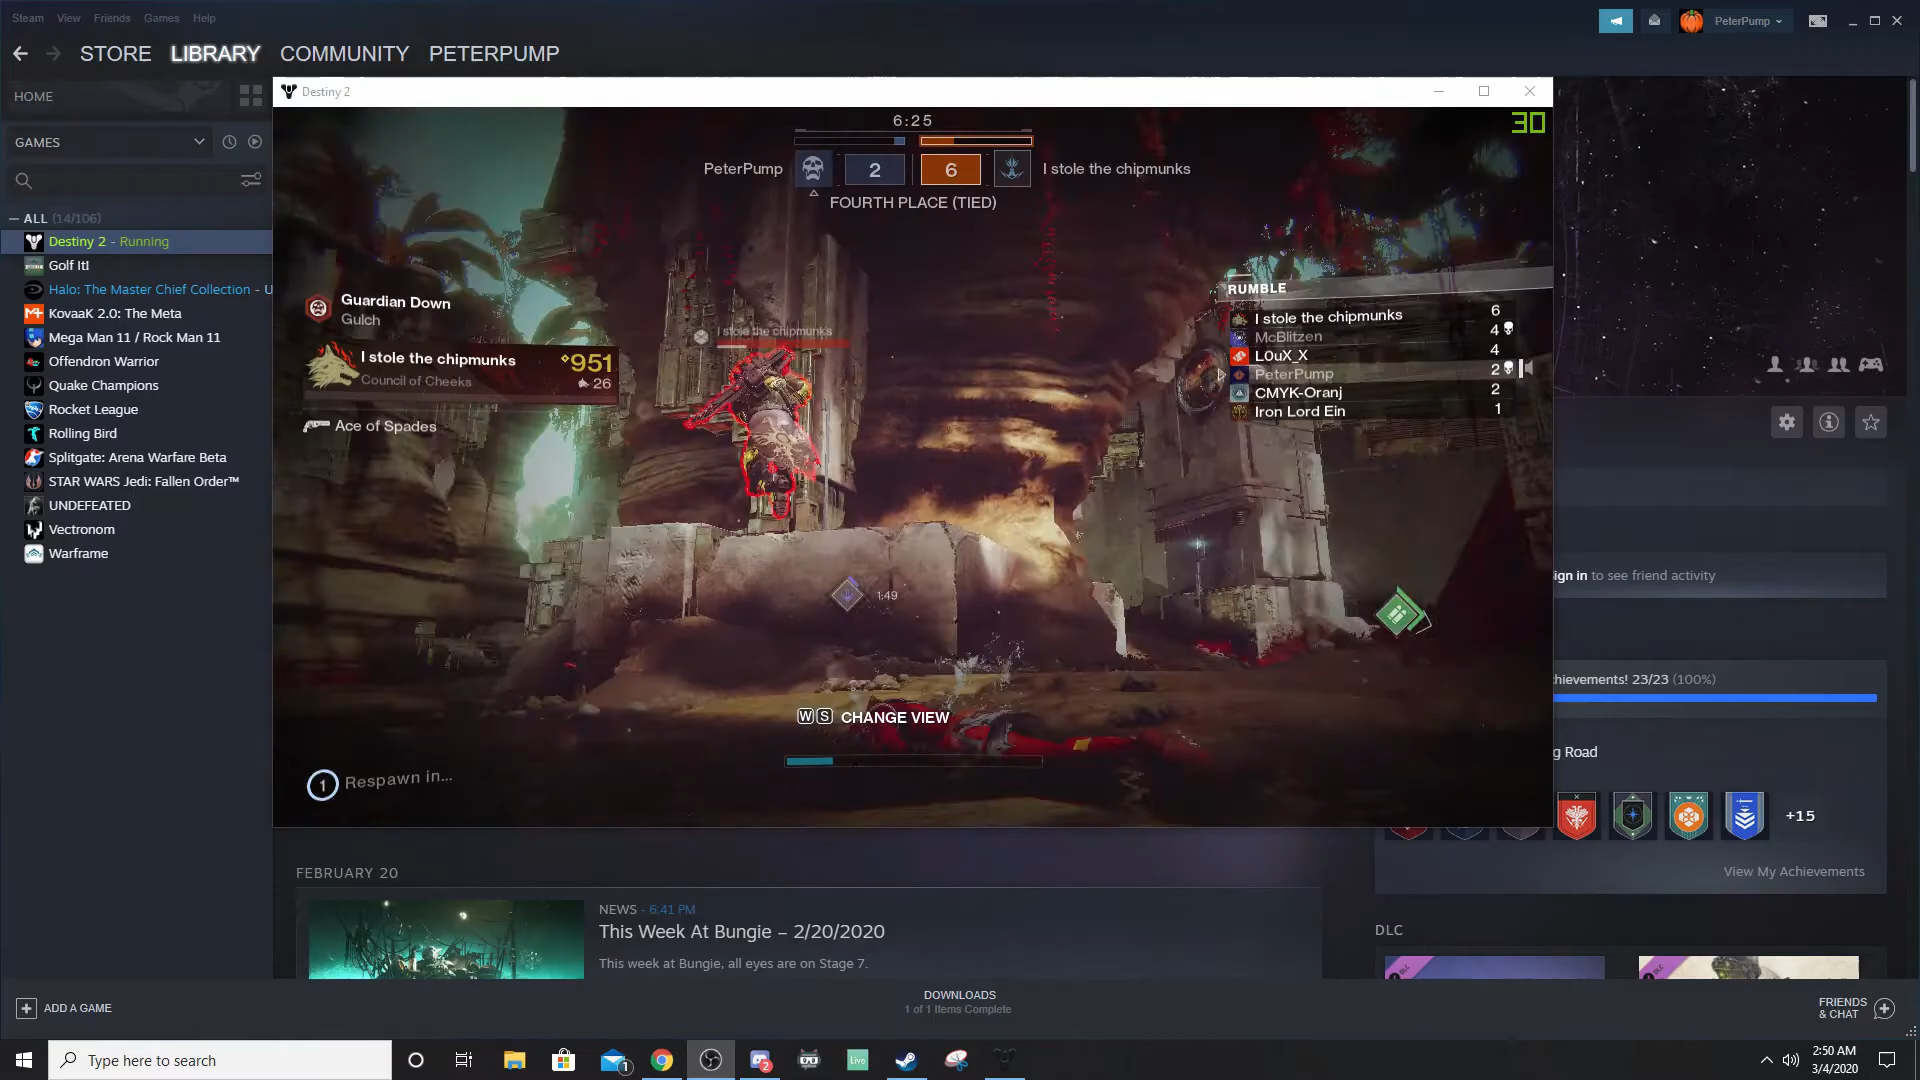 Steam View Friends Games Help
PeterPump
STORE LIBRARY COMMUNITY PETERPUMP
HOME
GAMES
ALL (14/106)
Destiny 2 - Running
Golf It!
Halo: The Master Chief Collection - U
KovaaK 2.0: The Meta
Mega Man 11 / Rock Man 11
Offendron Warrior
Quake Champions
Rocket League
Rolling Bird
Splitgate: Arena Warfare Beta
STAR WARS Jedi: Fallen Order™
UNDEFEATED
Vectronom
Warframe
Destiny 2
30
6:25
PeterPump 2 6 I stole the chipmunks
FOURTH PLACE (TIED)
Guardian Down
Gulch
I stole the chipmunks 951
Council of Cheeks 26
Ace of Spades
I stole the chipmunks
RUMBLE
I stole the chipmunks 6
McBlitzen 4
L0uX_X 4
PeterPump 2
CMYK-Oranj 2
Iron Lord Ein 1
1:49
W S CHANGE VIEW
1 Respawn in...
ign in to see friend activity
hievements! 23/23 (100%)
g Road
+15
View My Achievements
FEBRUARY 20
NEWS - 6:41 PM
This Week At Bungie – 2/20/2020
This week at Bungie, all eyes are on Stage 7.
DLC
DLC
DLC
ADD A GAME
DOWNLOADS
1 of 1 Items Complete
FRIENDS
& CHAT
Type here to search
1
2
Live
2:50 AM
3/4/2020